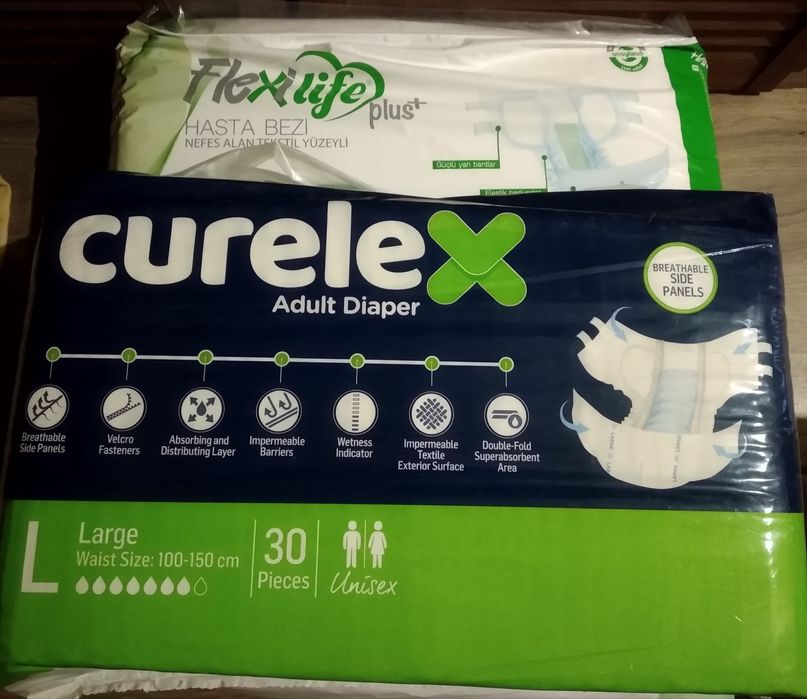 Flexi life
plus+
HASTA BEZİ
NEFES ALAN TEKSTİL YÜZEYLİ
Güçlü yan bantlar
curelex
Adult Diaper
BREATHABLE
SIDE
PANELS
Breathable
Side Panels
Velcro
Fasteners
Absorbing and
Distributing Layer
Impermeable
Barriers
Wetness
Indicator
Impermeable
Textile
Exterior Surface
Double-Fold
Superabsorbent
Area
L
Large
Waist Size: 100-150 cm
30
Pieces
Unisex